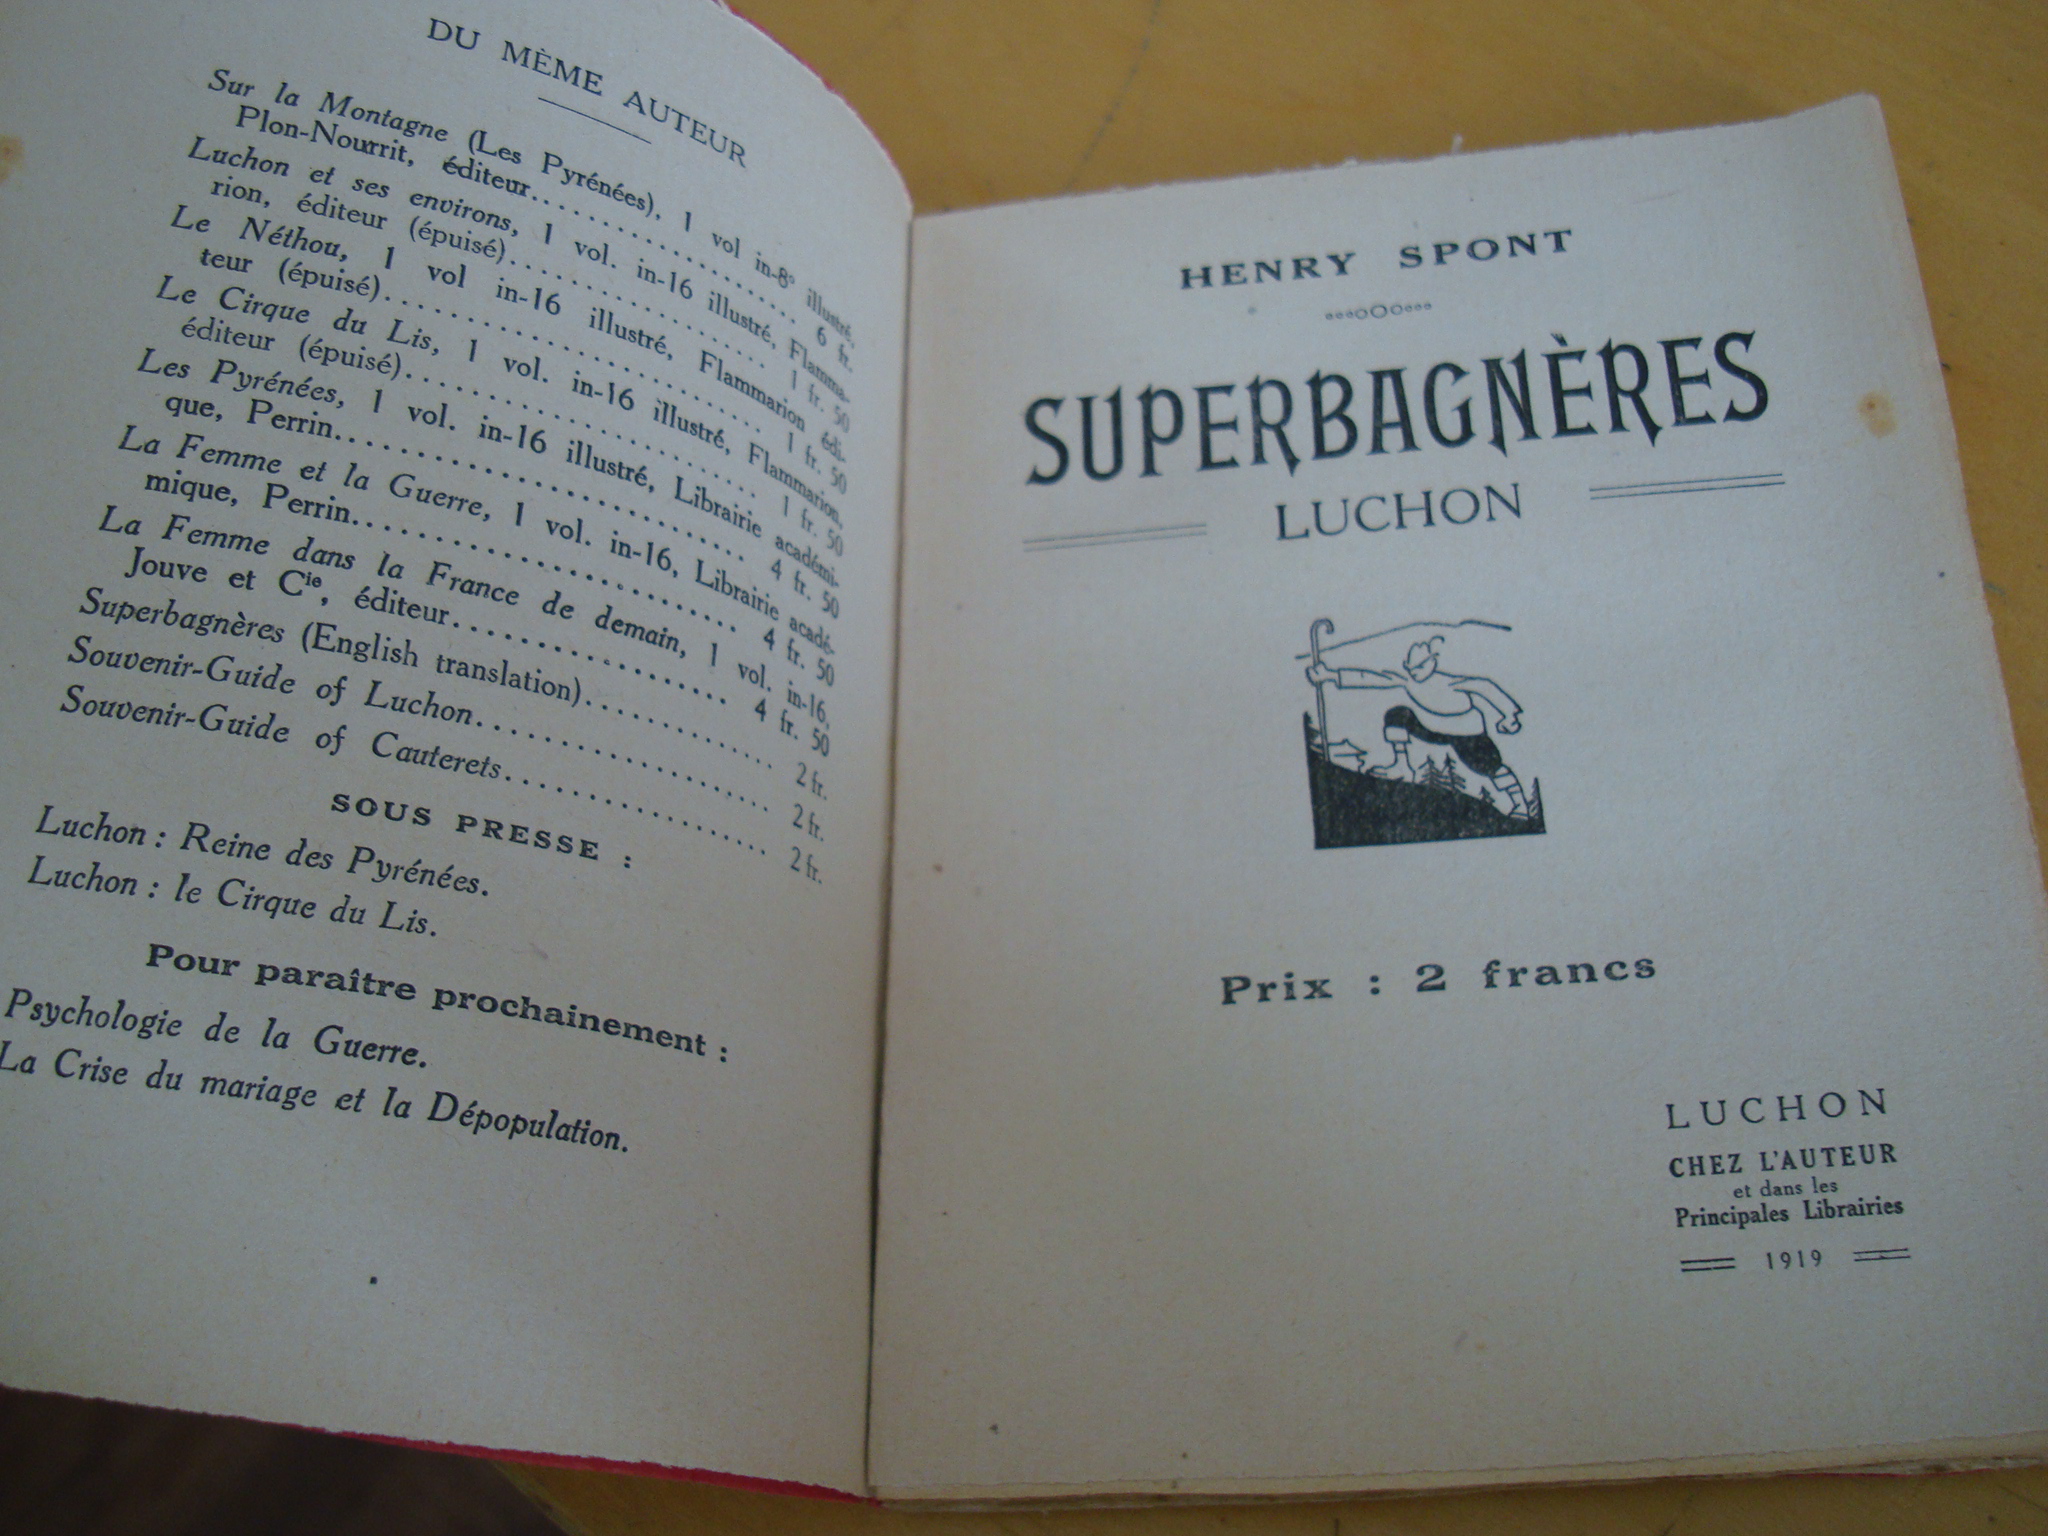 DU MÊME AUTEUR
Sur la Montagne (Les Pyrénées), 1 vol in-8° illustré,
Plon-Nourrit, éditeur.............................. 6 fr.
Luchon et ses environs, 1 vol. in-16 illustré, Flamma-
rion, éditeur (épuisé).............................. 1 fr. 50
Le Néthou, 1 vol in-16 illustré, Flammarion édi-
teur (épuisé).............................. 1 fr. 50
Le Cirque du Lis, 1 vol. in-16 illustré, Flammarion,
éditeur (épuisé).............................. 1 fr. 50
Les Pyrénées, 1 vol. in-16 illustré, Librairie académi-
que, Perrin.............................. 4 fr. 50
La Femme et la Guerre, 1 vol. in-16, Librairie acadé-
mique, Perrin.............................. 4 fr. 50
La Femme dans la France de demain, 1 vol. in-16,
Jouve et Cie, éditeur.............................. 4 fr. 50
Superbagnères (English translation).................. 2 fr.
Souvenir-Guide of Luchon.............................. 2 fr.
Souvenir-Guide of Cauterets.......................... 2 fr.
SOUS PRESSE :
Luchon : Reine des Pyrénées.
Luchon : le Cirque du Lis.
Pour paraître prochainement :
Psychologie de la Guerre.
La Crise du mariage et la Dépopulation.
HENRY SPONT
SUPERBAGNÈRES
LUCHON
Prix : 2 francs
LUCHON
CHEZ L'AUTEUR
et dans les
Principales Librairies
1919